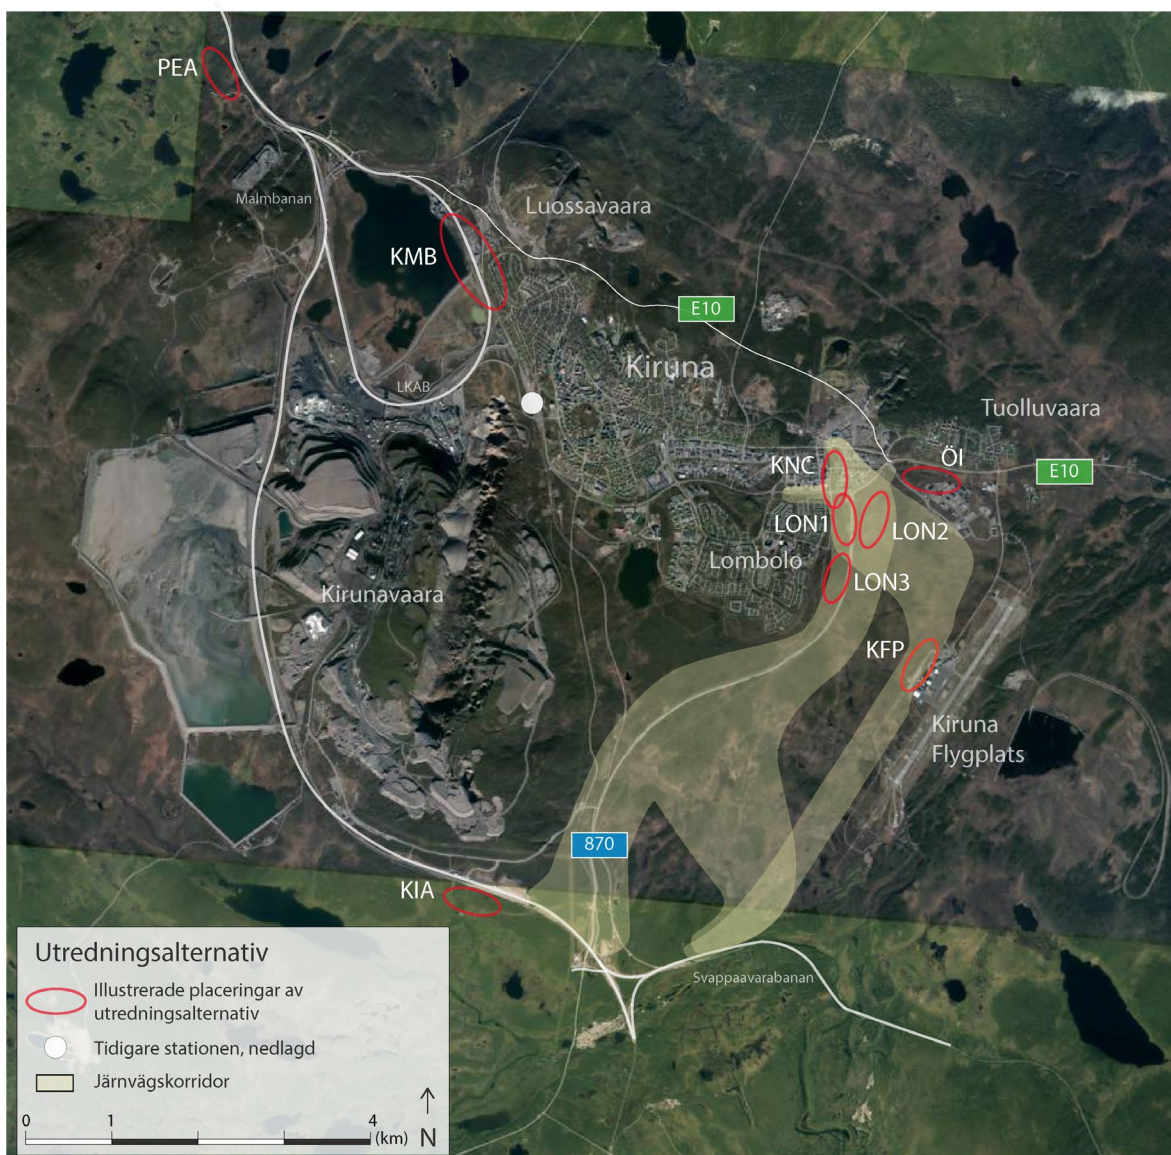 PEA
Malmbanan
Luossavaara
KMB
E10
Kiruna
LKAB
Tuolluvaara
KNC
ÖI
E10
LON1
LON2
Lombolo
LON3
Kirunavaara
KFP
Kiruna
Flygplats
870
KIA
Svappaavarabanan
Utredningsalternativ
Illustrerade placeringar av
utredningsalternativ
Tidigare stationen, nedlagd
Järnvägskorridor
0 1 4
(km) N